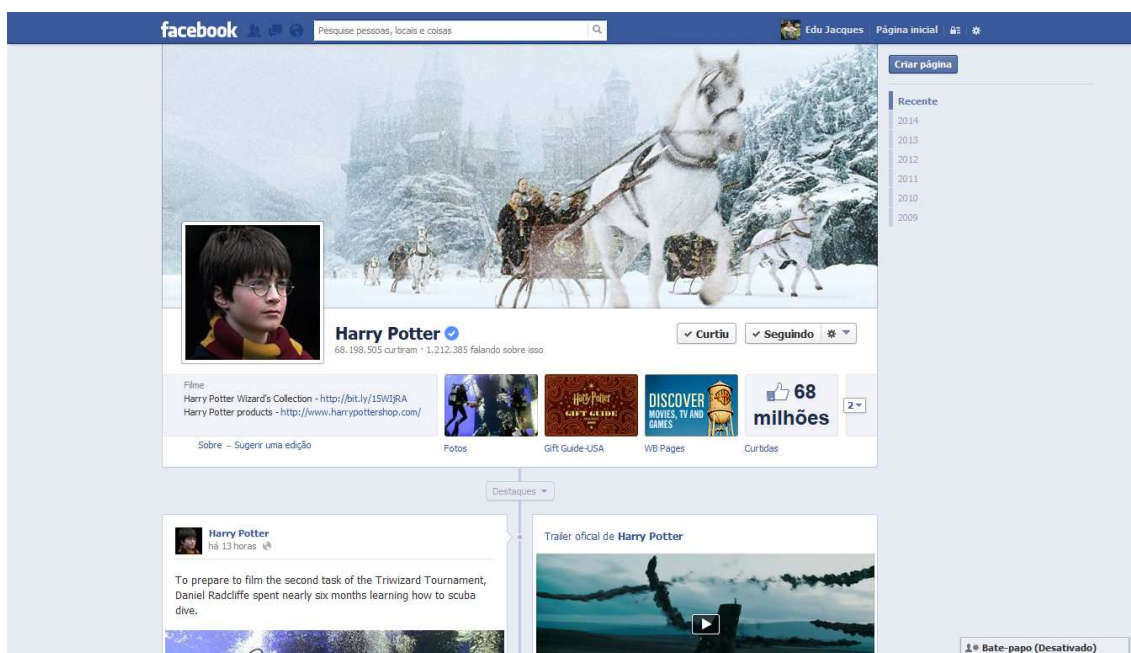 facebook
Pesquise pessoas, locais e coisas
Edu Jacques
Página inicial
Criar página
Recente
2014
2013
2012
2011
2010
2009
Harry Potter
68.198.505 curtiram · 1.212.385 falando sobre isso
✓ Curtiu
✓ Seguindo
Filme
Harry Potter Wizard's Collection - http://bit.ly/15WIjRA
Harry Potter products - http://www.harrypottershop.com/
Sobre – Sugerir uma edição
Fotos
Harry Potter
GIFT GUIDE
Gift Guide-USA
DISCOVER
MOVIES, TV AND
GAMES
WB Pages
68
milhões
Curtidas
2
Destaques
Harry Potter
há 13 horas
To prepare to film the second task of the Triwizard Tournament,
Daniel Radcliffe spent nearly six months learning how to scuba
dive.
Trailer oficial de Harry Potter
Bate-papo (Desativado)